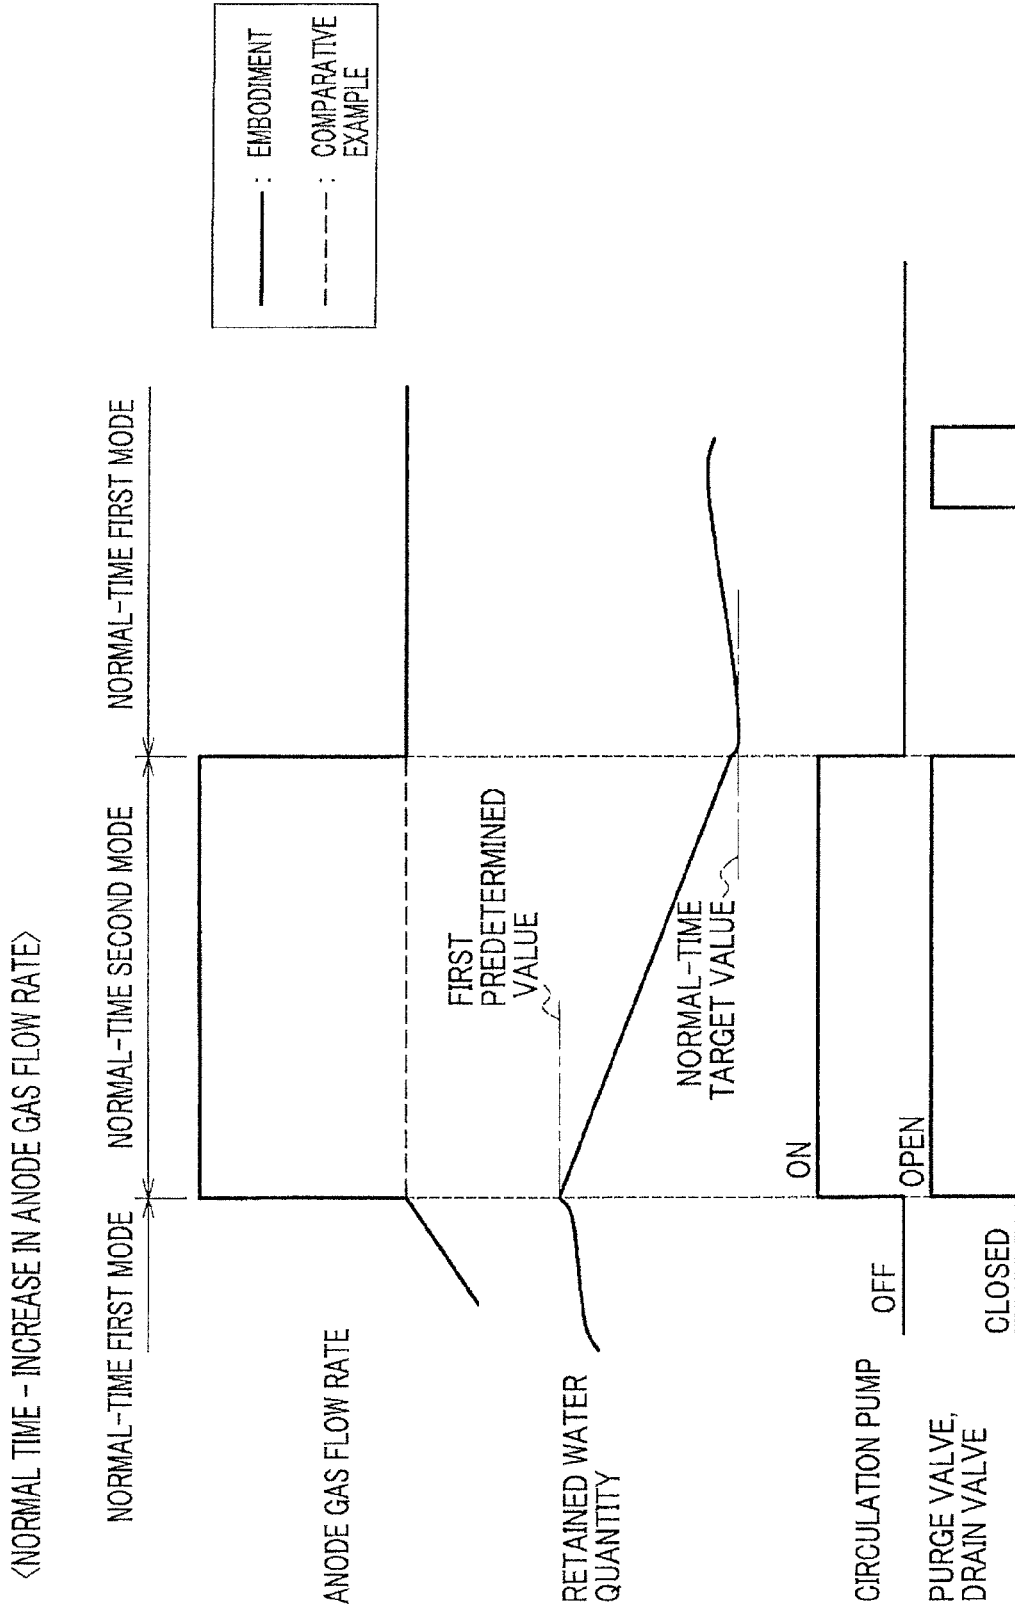 <NORMAL TIME - INCREASE IN ANODE GAS FLOW RATE>
NORMAL-TIME FIRST MODE
NORMAL-TIME SECOND MODE
NORMAL-TIME FIRST MODE
: EMBODIMENT
: COMPARATIVE
EXAMPLE
ANODE GAS FLOW RATE
FIRST
PREDETERMINED
VALUE
RETAINED WATER
QUANTITY
NORMAL-TIME
TARGET VALUE
ON
OFF
CIRCULATION PUMP
OPEN
CLOSED
PURGE VALVE,
DRAIN VALVE